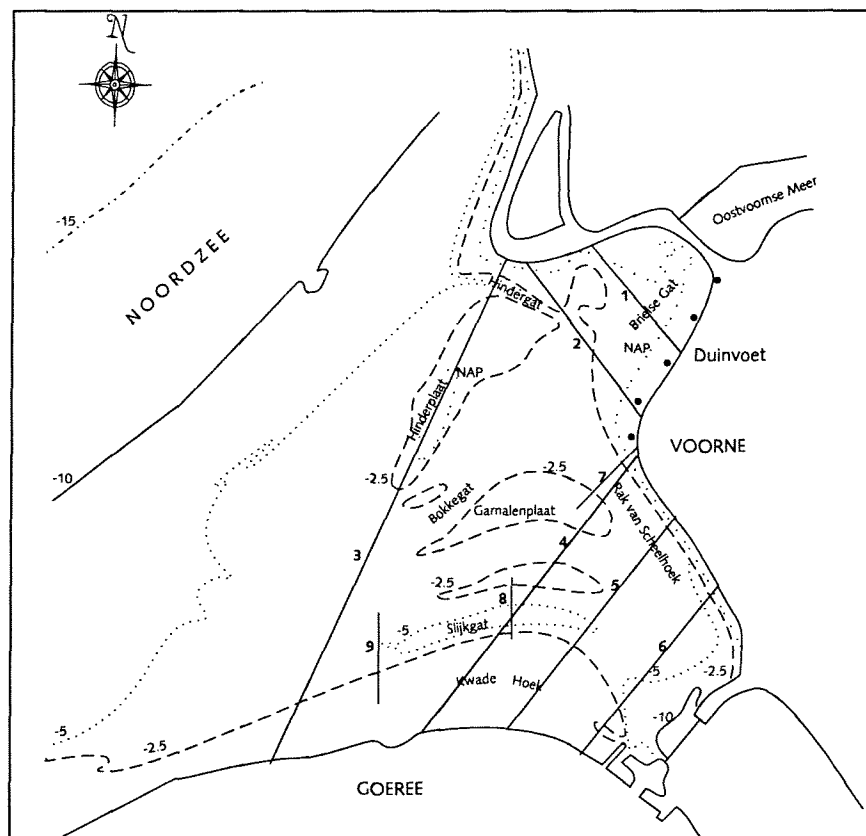 N
-15
NOORDZEE
Oostvoornse Meer
Hindergat
1
Brielse Gat
2
NAP.
Duinvoet
NAP
Hinderplaat
VOORNE
-10
-2.5
-2.5
7
Bokkegat
Garnalenplaat
Rak van Scheelhoek
3
4
-2.5
8
5
-5
Slijkgat
9
6
Kwade Hoek
-5
-2.5
-10
-5
-2.5
GOEREE